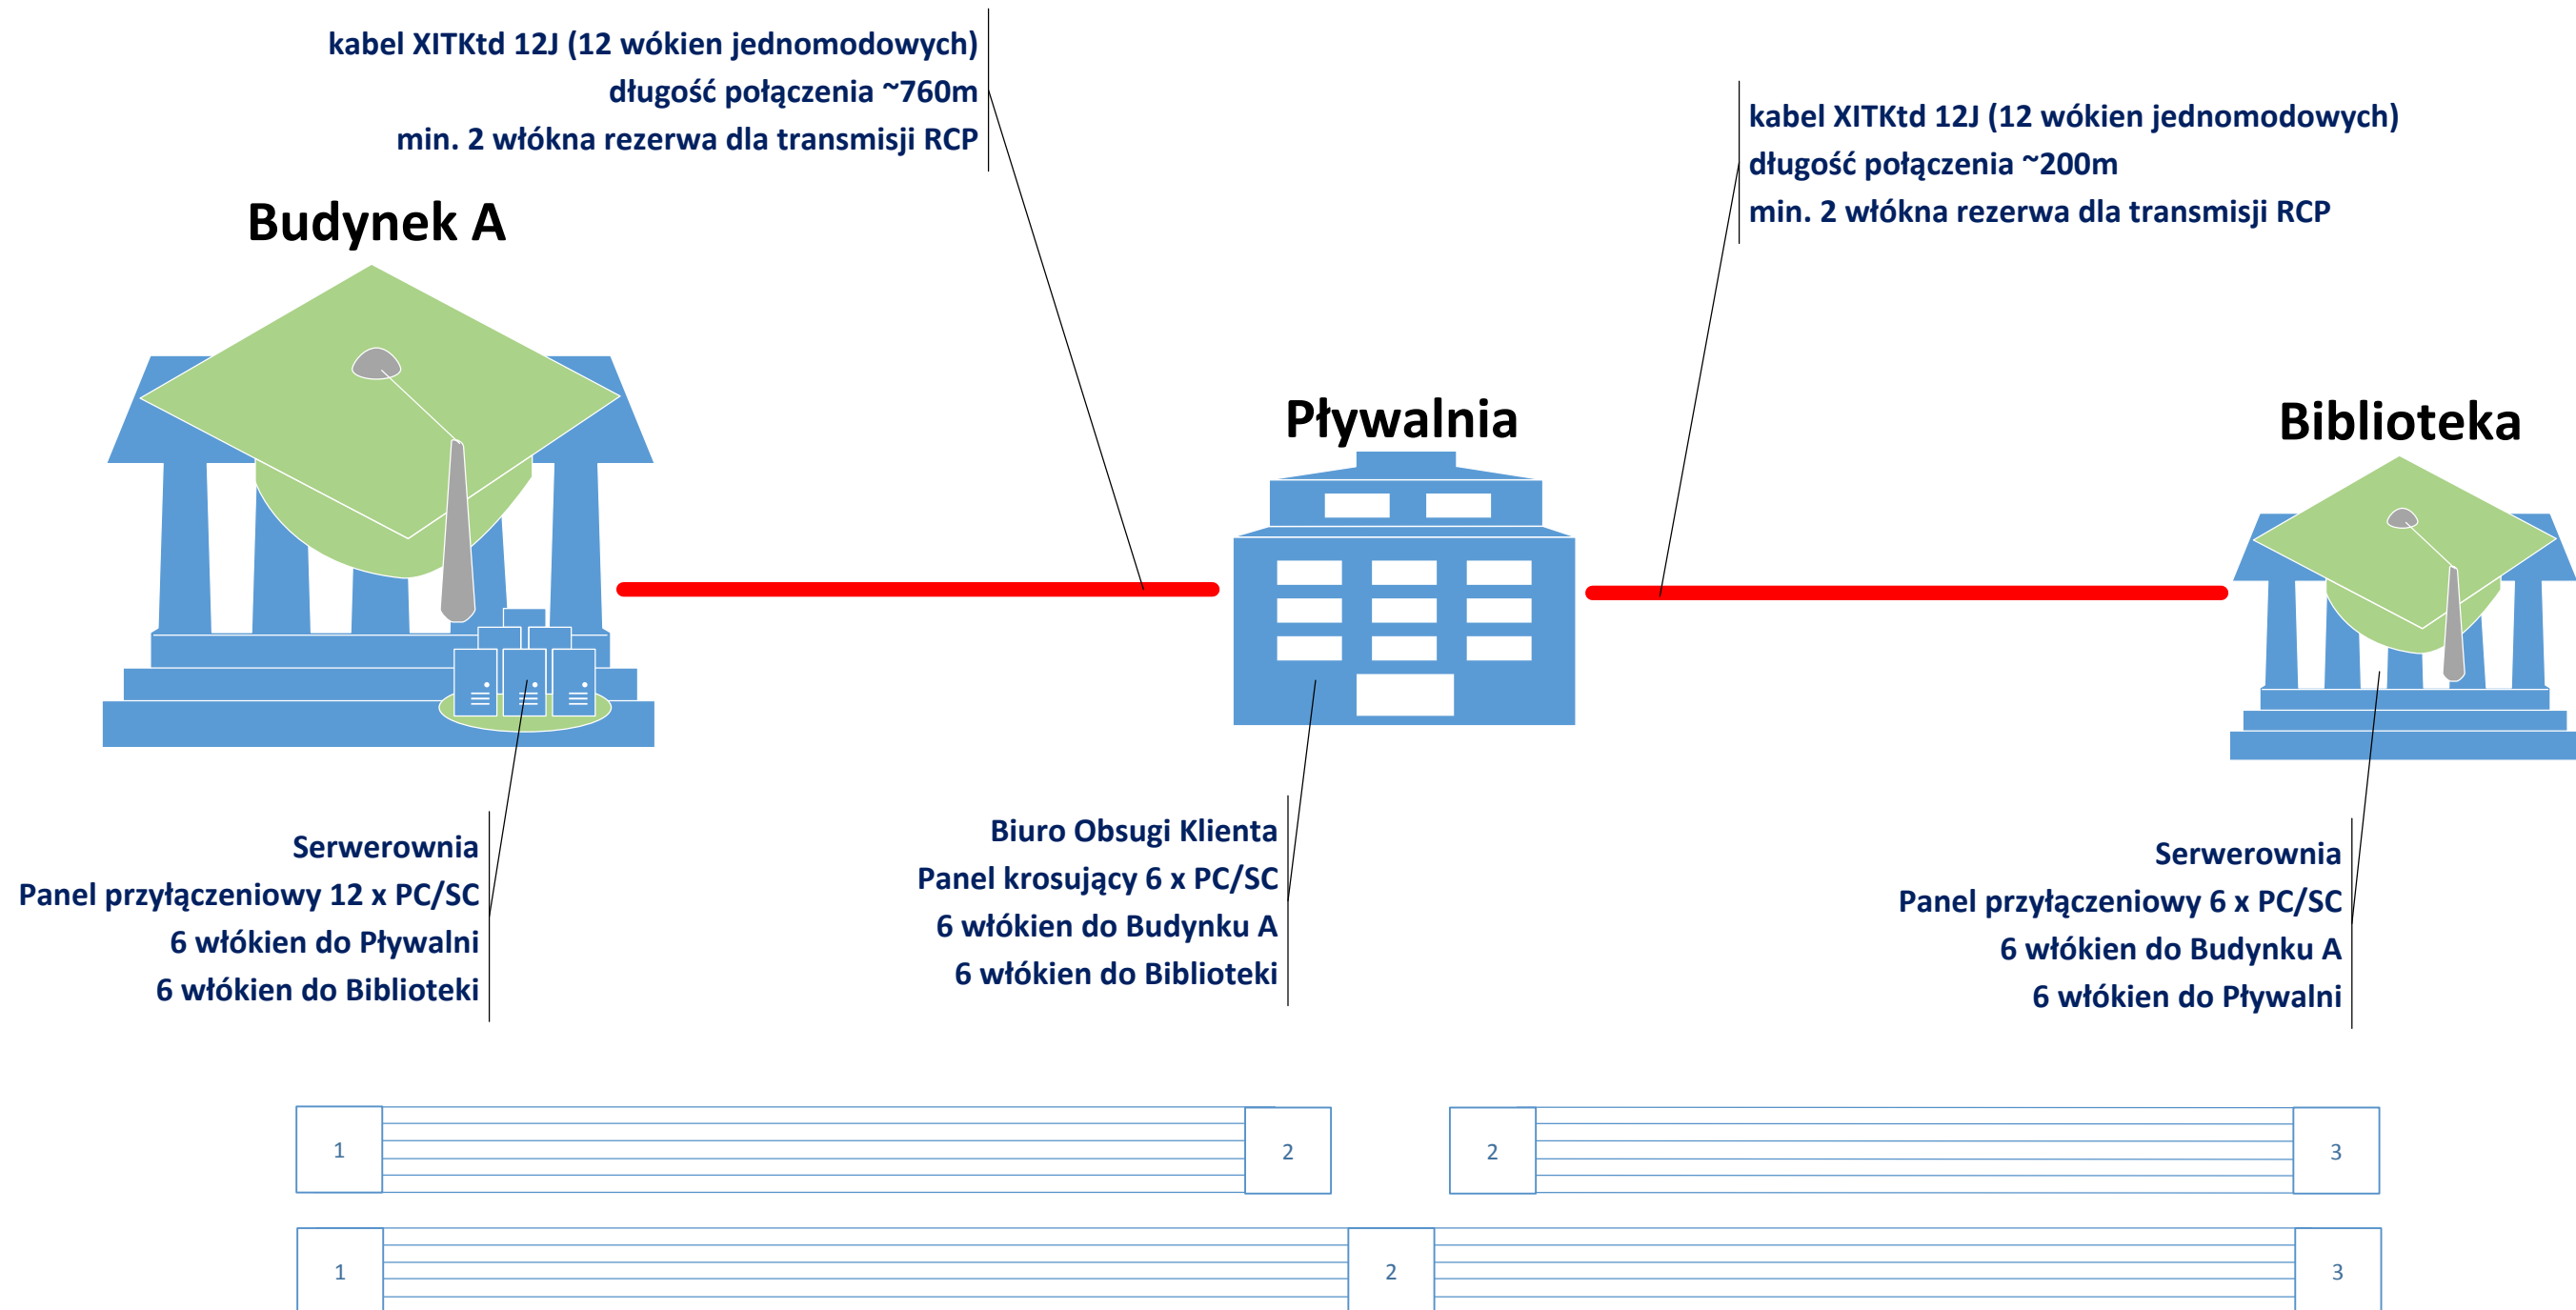 kabel XITKtd 12J (12 wókien jednomodowych)
długość połączenia ~760m
min. 2 włókna rezerwa dla transmisji RCP
kabel XITKtd 12J (12 wókien jednomodowych)
długość połączenia ~200m
min. 2 włókna rezerwa dla transmisji RCP
Budynek A
Pływalnia
Biblioteka
Serwerownia
Panel przyłączeniowy 12 x PC/SC
6 włókien do Pływalni
6 włókien do Biblioteki
Biuro Obsugi Klienta
Panel krosujący 6 x PC/SC
6 włókien do Budynku A
6 włókien do Biblioteki
Serwerownia
Panel przyłączeniowy 6 x PC/SC
6 włókien do Budynku A
6 włókien do Pływalni
1
2
2
3
1
2
3